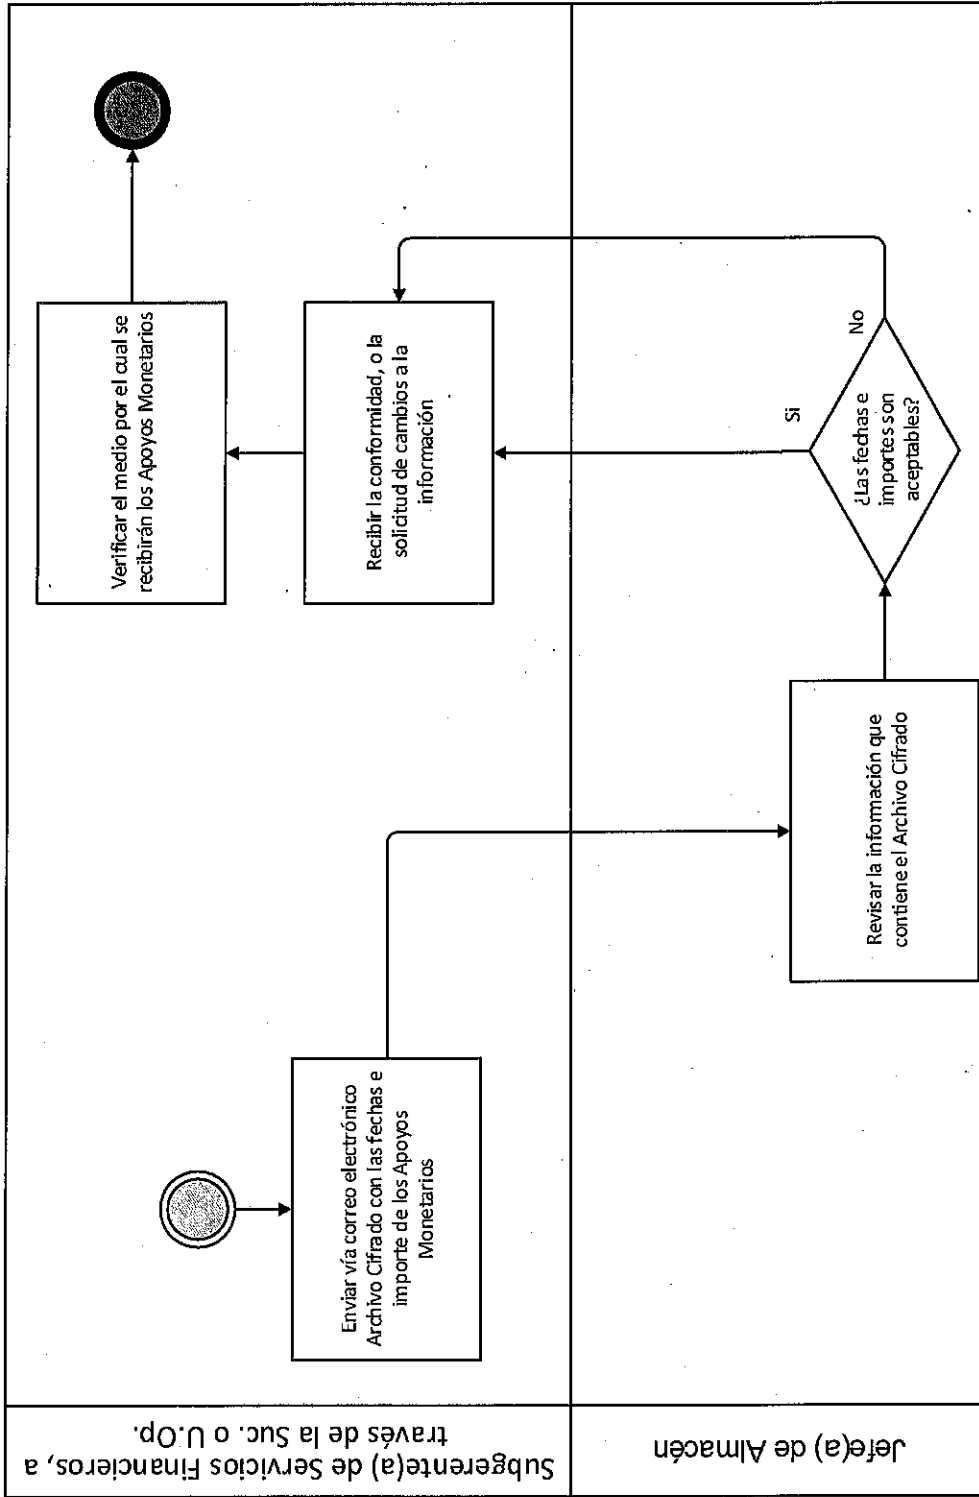 Subgerente(a) de Servicios Financieros, a
través de la Suc. o U.Op.
Enviar vía correo electrónico
Archivo Cifrado con las fechas e
importe de los Apoyos
Monetarios
Verificar el medio por el cual se
recibirán los Apoyos Monetarios
Recibir la conformidad, o la
solicitud de cambios a la
información
Jefe(a) de Almacén
Revisar la información que
contiene el Archivo Cifrado
¿Las fechas e
importes son
aceptables?
Si
No